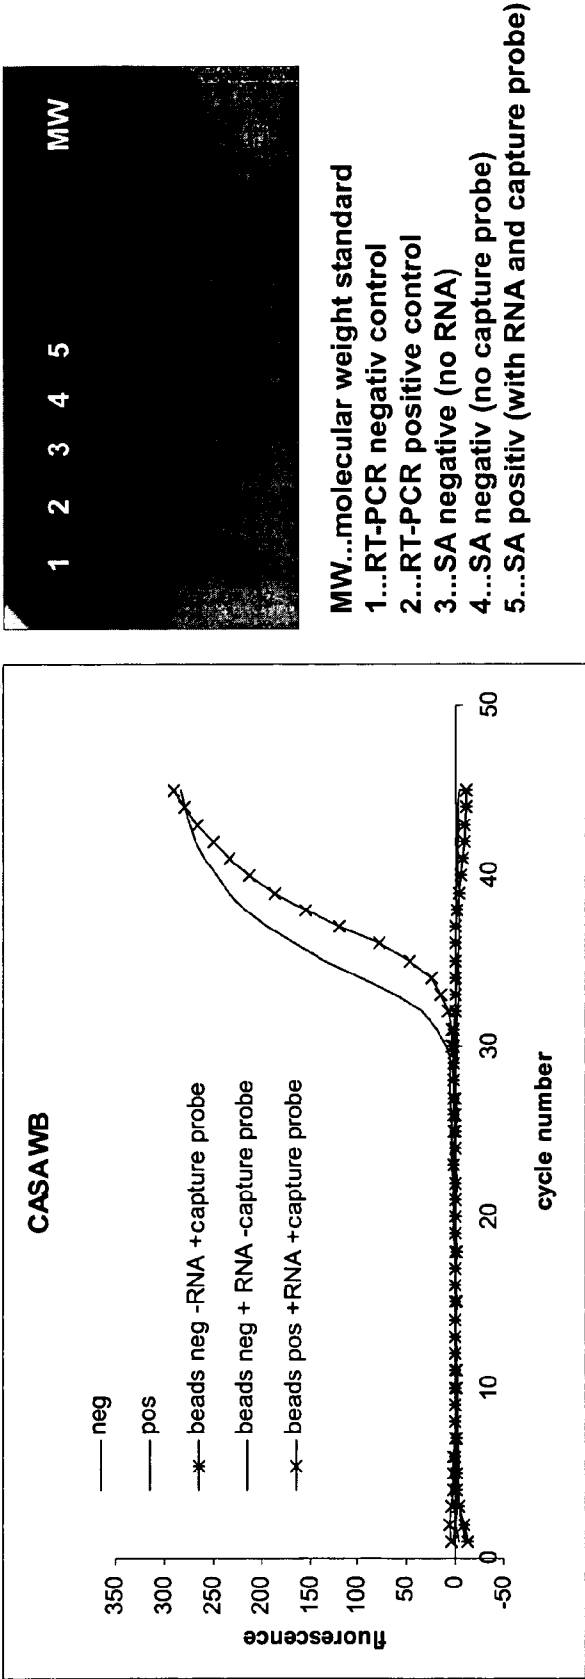 CASAWB
neg
pos
beads neg -RNA +capture probe
beads neg + RNA -capture probe
beads pos +RNA +capture probe
350
300
250
200
150
100
50
0
-50
fluorescence
0 10 20 30 40 50
cycle number
1 2 3 4 5 MW
MW...molecular weight standard
1...RT-PCR negativ control
2...RT-PCR positive control
3...SA negative (no RNA)
4...SA negativ (no capture probe)
5...SA positiv (with RNA and capture probe)